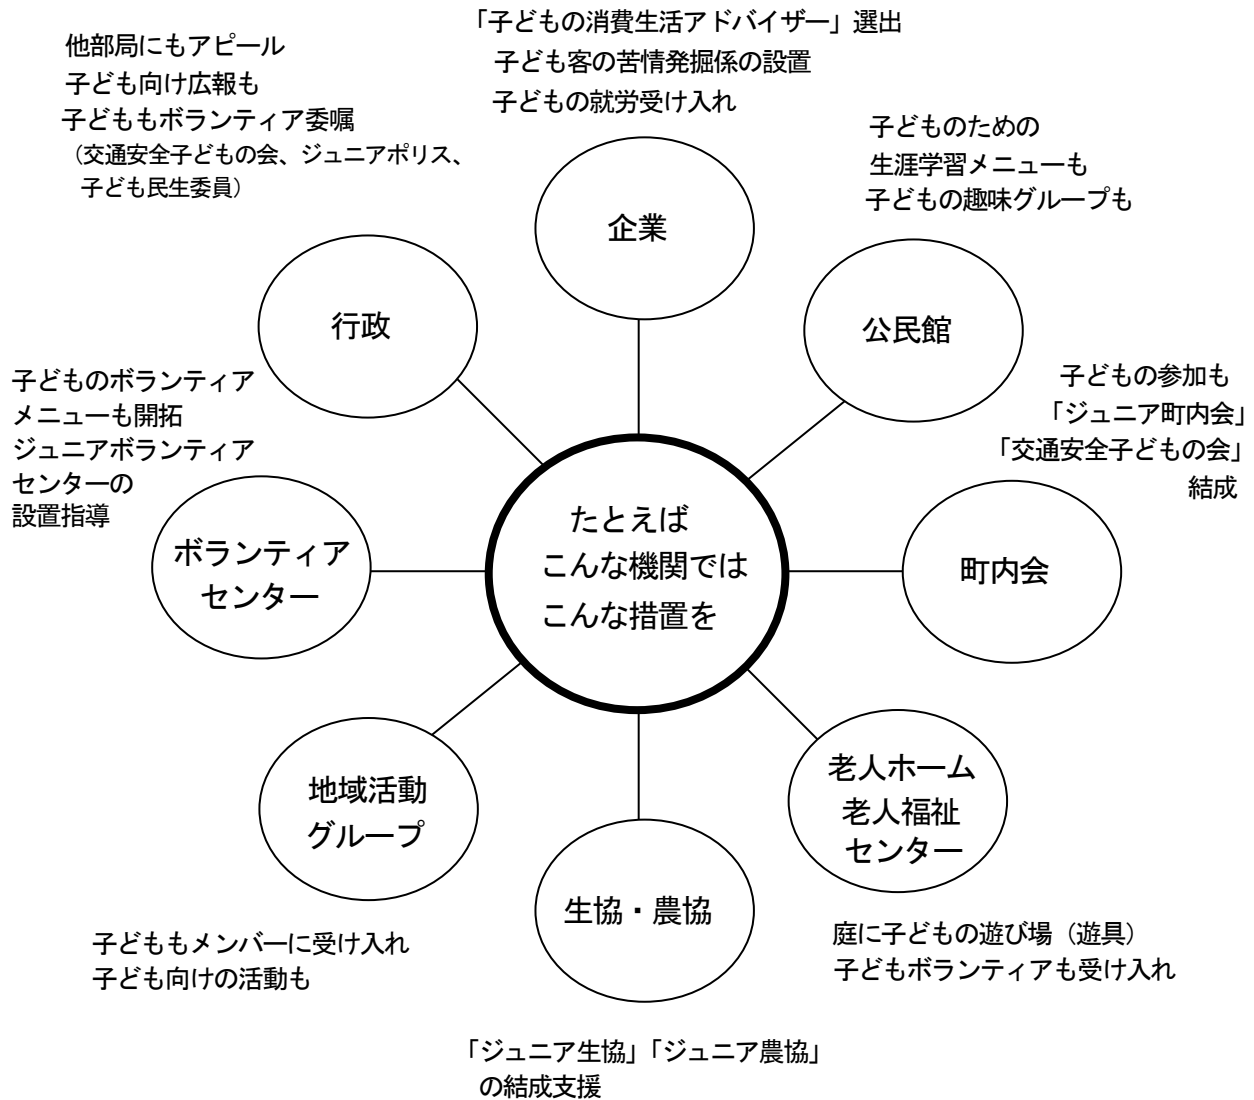 「子どもの消費生活アドバイザー」選出
子ども客の苦情発掘係の設置
子どもの就労受け入れ
企業
他部局にもアピール
子ども向け広報も
子どももボランティア委嘱
（交通安全子どもの会、ジュニアポリス、
子ども民生委員）
行政
子どものための
生涯学習メニューも
子どもの趣味グループも
公民館
子どものボランティア
メニューも開拓
ジュニアボランティア
センターの
設置指導
ボランティア
センター
たとえば
こんな機関では
こんな措置を
子どもの参加も
「ジュニア町内会」
「交通安全子どもの会」
結成
町内会
地域活動
グループ
子どももメンバーに受け入れ
子ども向けの活動も
生協・農協
「ジュニア生協」「ジュニア農協」
の結成支援
老人ホーム
老人福祉
センター
庭に子どもの遊び場（遊具）
子どもボランティアも受け入れ